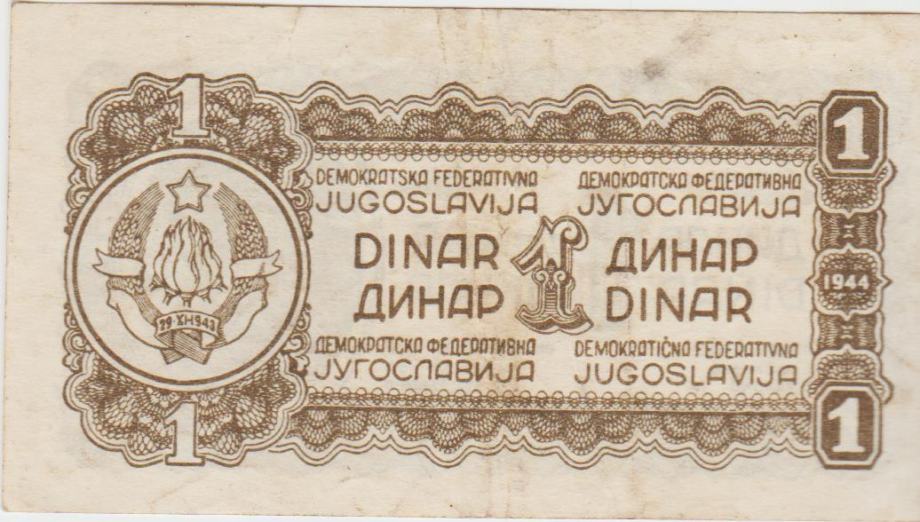 1
1
DEMOKRATSKA FEDERATIVNA
JUGOSLAVIJA
ДЕМОКРАТСКА ФЕДЕРАТИВНА
ЈУГОСЛАВИЈА
DINAR 1 ДИНАР
ДИНАР DINAR
1944
29·XI·1943
ДЕМОКРАТСКА ФЕДЕРАТИВНА
ЈУГОСЛАВИЈА
DEMOKRATIČNA FEDERATIVNA
JUGOSLAVIJA
1
1